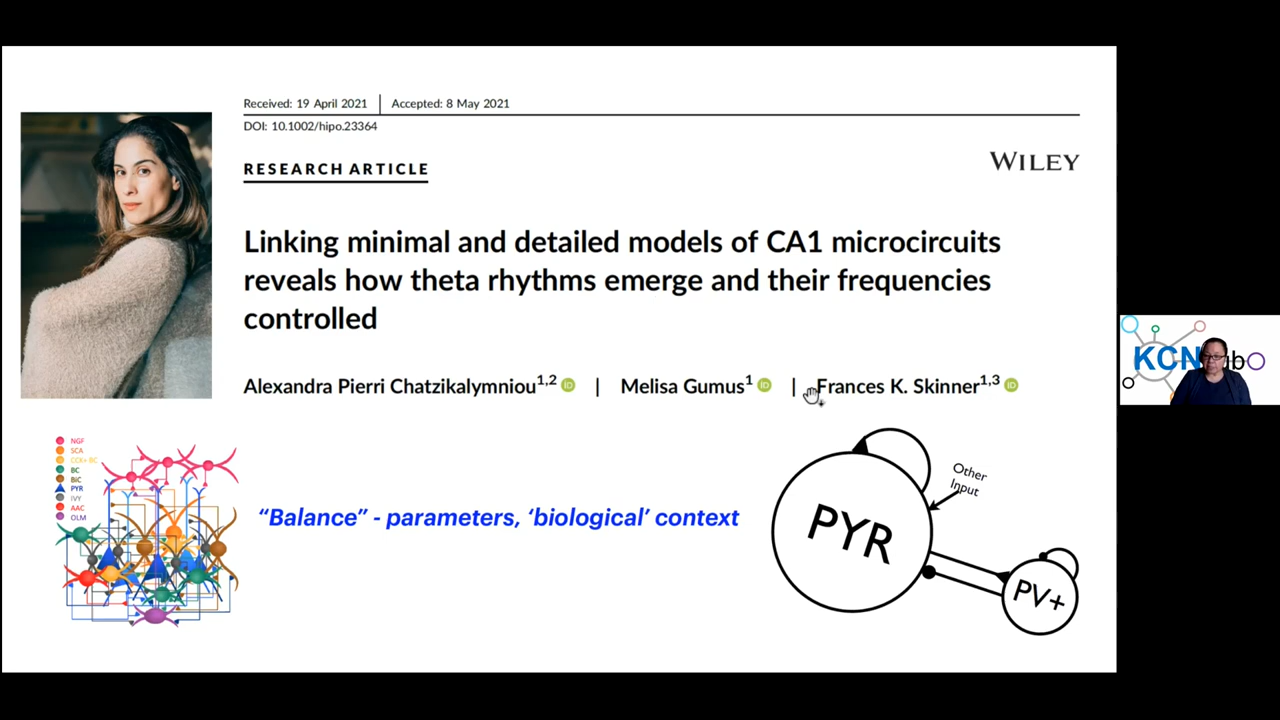 Received: 19 April 2021 | Accepted: 8 May 2021
DOI: 10.1002/hipo.23364
RESEARCH ARTICLE
WILEY
Linking minimal and detailed models of CA1 microcircuits
reveals how theta rhythms emerge and their frequencies
controlled
Alexandra Pierri Chatzikalymniou1,2 iD | Melisa Gumus1 iD | Frances K. Skinner1,3 iD
NGF
SCA
CCK+ BC
BC
BiC
PYR
IVY
AAC
OLM
“Balance” - parameters, ‘biological’ context
PYR
Other
Input
PV+
KCN